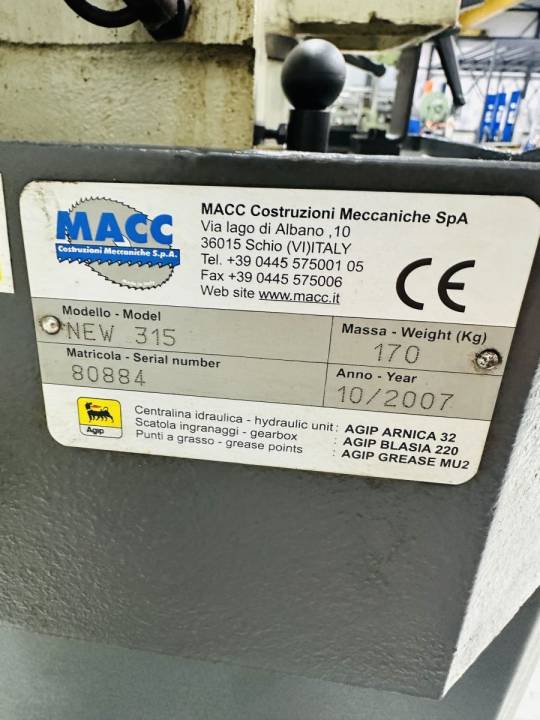 MACC
Costruzioni Meccaniche S.p.A.
MACC Costruzioni Meccaniche SpA
Via lago di Albano ,10
36015 Schio (VI)ITALY
Tel. +39 0445 575001 05
Fax +39 0445 575006
Web site www.macc.it
CE
Modello - Model
NEW 315
Massa - Weight (Kg)
170
Matricola - Serial number
80884
Anno - Year
10/2007
Agip
Centralina idraulica - hydraulic unit : AGIP ARNICA 32
Scatola ingranaggi - gearbox : AGIP BLASIA 220
Punti a grasso - grease points : AGIP GREASE MU2